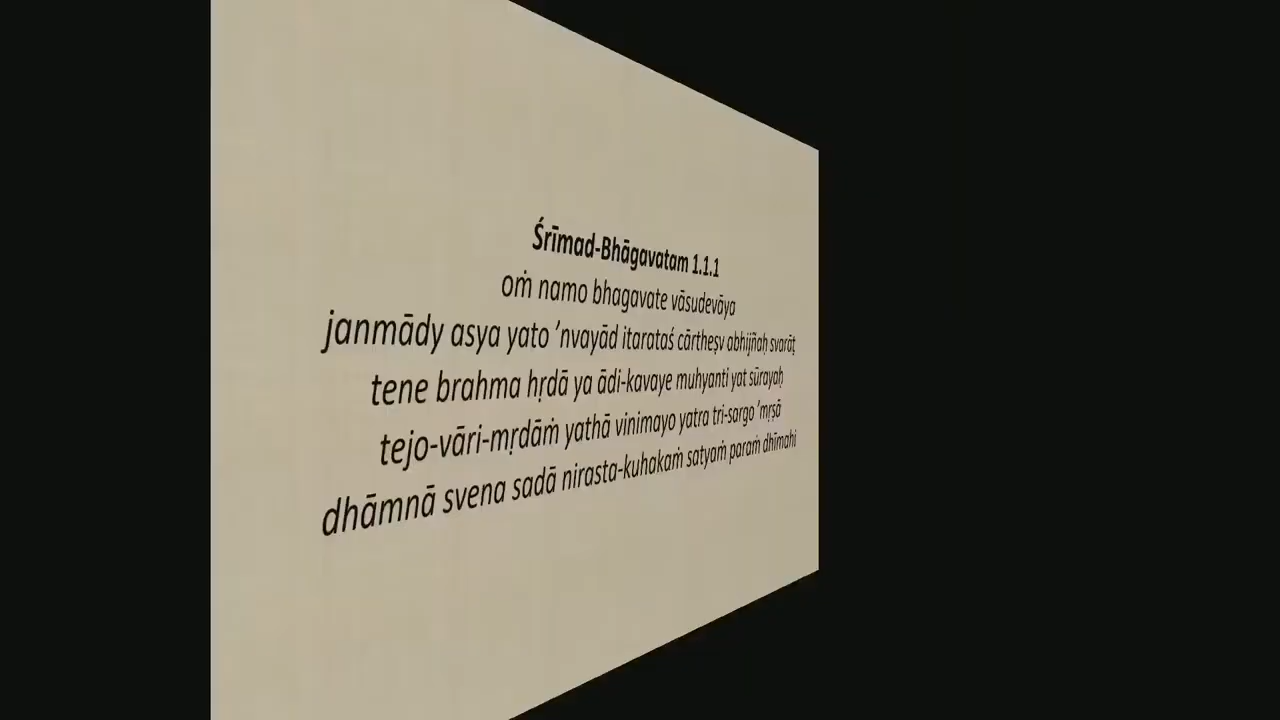 Śrīmad-Bhāgavatam 1.1.1
oṁ namo bhagavate vāsudevāya
janmādy asya yato ’nvayād itarataś cārtheṣv abhijñaḥ svarāṭ
tene brahma hṛdā ya ādi-kavaye muhyanti yat sūrayaḥ
tejo-vāri-mṛdāṁ yathā vinimayo yatra tri-sargo ’mṛṣā
dhāmnā svena sadā nirasta-kuhakaṁ satyaṁ paraṁ dhīmahi